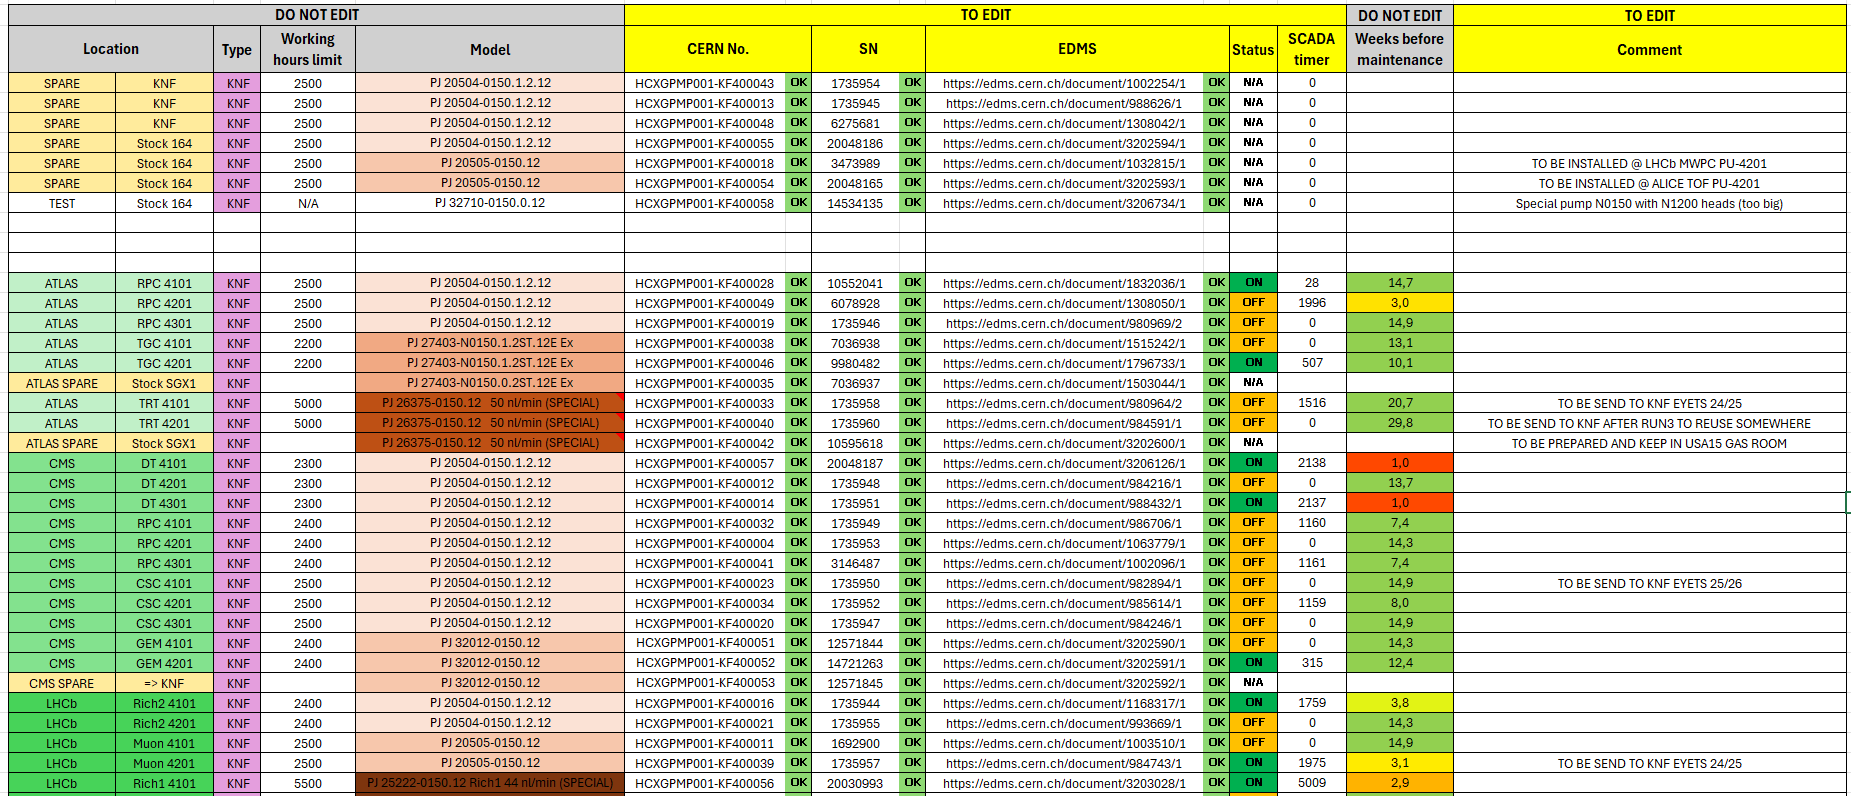 DO NOT EDIT TO EDIT DO NOT EDIT TO EDIT
Location Type Working hours limit Model CERN No. SN EDMS Status SCADA timer Weeks before maintenance Comment
SPARE KNF KNF 2500 PJ 20504-0150.1.2.12 HCXGPMP001-KF400043 OK 1735954 OK https://edms.cern.ch/document/1002254/1 OK N/A 0
SPARE KNF KNF 2500 PJ 20504-0150.1.2.12 HCXGPMP001-KF400013 OK 1735945 OK https://edms.cern.ch/document/988626/1 OK N/A 0
SPARE KNF KNF 2500 PJ 20504-0150.1.2.12 HCXGPMP001-KF400048 OK 6275681 OK https://edms.cern.ch/document/1308042/1 OK N/A 0
SPARE Stock 164 KNF 2500 PJ 20504-0150.1.2.12 HCXGPMP001-KF400055 OK 20048186 OK https://edms.cern.ch/document/3202594/1 OK N/A 0
SPARE Stock 164 KNF 2500 PJ 20505-0150.12 HCXGPMP001-KF400018 OK 3473989 OK https://edms.cern.ch/document/1032815/1 OK N/A 0 TO BE INSTALLED @ LHCb MWPC PU-4201
SPARE Stock 164 KNF 2500 PJ 20505-0150.12 HCXGPMP001-KF400054 OK 20048165 OK https://edms.cern.ch/document/3202593/1 OK N/A 0 TO BE INSTALLED @ ALICE TOF PU-4201
TEST Stock 164 KNF N/A PJ 32710-0150.0.12 HCXGPMP001-KF400058 OK 14534135 OK https://edms.cern.ch/document/3206734/1 OK N/A 0 Special pump N0150 with N1200 heads (too big)
ATLAS RPC 4101 KNF 2500 PJ 20504-0150.1.2.12 HCXGPMP001-KF400028 OK 10552041 OK https://edms.cern.ch/document/1832036/1 OK ON 28 14,7
ATLAS RPC 4201 KNF 2500 PJ 20504-0150.1.2.12 HCXGPMP001-KF400049 OK 6078928 OK https://edms.cern.ch/document/1308050/1 OK OFF 1996 3,0
ATLAS RPC 4301 KNF 2500 PJ 20504-0150.1.2.12 HCXGPMP001-KF400019 OK 1735946 OK https://edms.cern.ch/document/980969/2 OK OFF 0 14,9
ATLAS TGC 4101 KNF 2200 PJ 27403-N0150.1.2ST.12E Ex HCXGPMP001-KF400038 OK 7036938 OK https://edms.cern.ch/document/1515242/1 OK OFF 0 13,1
ATLAS TGC 4201 KNF 2200 PJ 27403-N0150.1.2ST.12E Ex HCXGPMP001-KF400046 OK 9980482 OK https://edms.cern.ch/document/1796733/1 OK ON 507 10,1
ATLAS SPARE Stock SGX1 KNF PJ 27403-N0150.0.2ST.12E Ex HCXGPMP001-KF400035 OK 7036937 OK https://edms.cern.ch/document/1503044/1 OK N/A
ATLAS TRT 4101 KNF 5000 PJ 26375-0150.12 50 nl/min (SPECIAL) HCXGPMP001-KF400033 OK 1735958 OK https://edms.cern.ch/document/980964/2 OK OFF 1516 20,7 TO BE SEND TO KNF EYETS 24/25
ATLAS TRT 4201 KNF 5000 PJ 26375-0150.12 50 nl/min (SPECIAL) HCXGPMP001-KF400040 OK 1735960 OK https://edms.cern.ch/document/984591/1 OK OFF 0 29,8 TO BE SEND TO KNF AFTER RUN3 TO REUSE SOMEWHERE
ATLAS SPARE Stock SGX1 KNF PJ 26375-0150.12 50 nl/min (SPECIAL) HCXGPMP001-KF400042 OK 10595618 OK https://edms.cern.ch/document/3202600/1 OK N/A TO BE PREPARED AND KEEP IN USA15 GAS ROOM
CMS DT 4101 KNF 2300 PJ 20504-0150.1.2.12 HCXGPMP001-KF400057 OK 20048187 OK https://edms.cern.ch/document/3206126/1 OK ON 2138 1,0
CMS DT 4201 KNF 2300 PJ 20504-0150.1.2.12 HCXGPMP001-KF400012 OK 1735948 OK https://edms.cern.ch/document/984216/1 OK OFF 0 13,7
CMS DT 4301 KNF 2300 PJ 20504-0150.1.2.12 HCXGPMP001-KF400014 OK 1735951 OK https://edms.cern.ch/document/988432/1 OK ON 2137 1,0
CMS RPC 4101 KNF 2400 PJ 20504-0150.1.2.12 HCXGPMP001-KF400032 OK 1735949 OK https://edms.cern.ch/document/986706/1 OK OFF 1160 7,4
CMS RPC 4201 KNF 2400 PJ 20504-0150.1.2.12 HCXGPMP001-KF400004 OK 1735953 OK https://edms.cern.ch/document/1063779/1 OK OFF 0 14,3
CMS RPC 4301 KNF 2400 PJ 20504-0150.1.2.12 HCXGPMP001-KF400041 OK 3146487 OK https://edms.cern.ch/document/1002096/1 OK OFF 1161 7,4
CMS CSC 4101 KNF 2500 PJ 20504-0150.1.2.12 HCXGPMP001-KF400023 OK 1735950 OK https://edms.cern.ch/document/982894/1 OK OFF 0 14,9 TO BE SEND TO KNF EYETS 25/26
CMS CSC 4201 KNF 2500 PJ 20504-0150.1.2.12 HCXGPMP001-KF400034 OK 1735952 OK https://edms.cern.ch/document/985614/1 OK OFF 1159 8,0
CMS CSC 4301 KNF 2500 PJ 20504-0150.1.2.12 HCXGPMP001-KF400020 OK 1735947 OK https://edms.cern.ch/document/984246/1 OK OFF 0 14,9
CMS GEM 4101 KNF 2400 PJ 32012-0150.12 HCXGPMP001-KF400051 OK 12571844 OK https://edms.cern.ch/document/3202590/1 OK OFF 0 14,3
CMS GEM 4201 KNF 2400 PJ 32012-0150.12 HCXGPMP001-KF400052 OK 14721263 OK https://edms.cern.ch/document/3202591/1 OK ON 315 12,4
CMS SPARE => KNF KNF PJ 32012-0150.12 HCXGPMP001-KF400053 OK 12571845 OK https://edms.cern.ch/document/3202592/1 OK N/A
LHCb Rich2 4101 KNF 2400 PJ 20504-0150.1.2.12 HCXGPMP001-KF400016 OK 1735944 OK https://edms.cern.ch/document/1168317/1 OK ON 1759 3,8
LHCb Rich2 4201 KNF 2400 PJ 20504-0150.1.2.12 HCXGPMP001-KF400021 OK 1735955 OK https://edms.cern.ch/document/993669/1 OK OFF 0 14,3
LHCb Muon 4101 KNF 2500 PJ 20505-0150.12 HCXGPMP001-KF400011 OK 1692900 OK https://edms.cern.ch/document/1003510/1 OK OFF 0 14,9
LHCb Muon 4201 KNF 2500 PJ 20505-0150.12 HCXGPMP001-KF400039 OK 1735957 OK https://edms.cern.ch/document/984743/1 OK ON 1975 3,1 TO BE SEND TO KNF EYETS 24/25
LHCb Rich1 4101 KNF 5500 PJ 25222-0150.12 Rich1 44 nl/min (SPECIAL) HCXGPMP001-KF400056 OK 20030993 OK https://edms.cern.ch/document/3203028/1 OK ON 5009 2,9